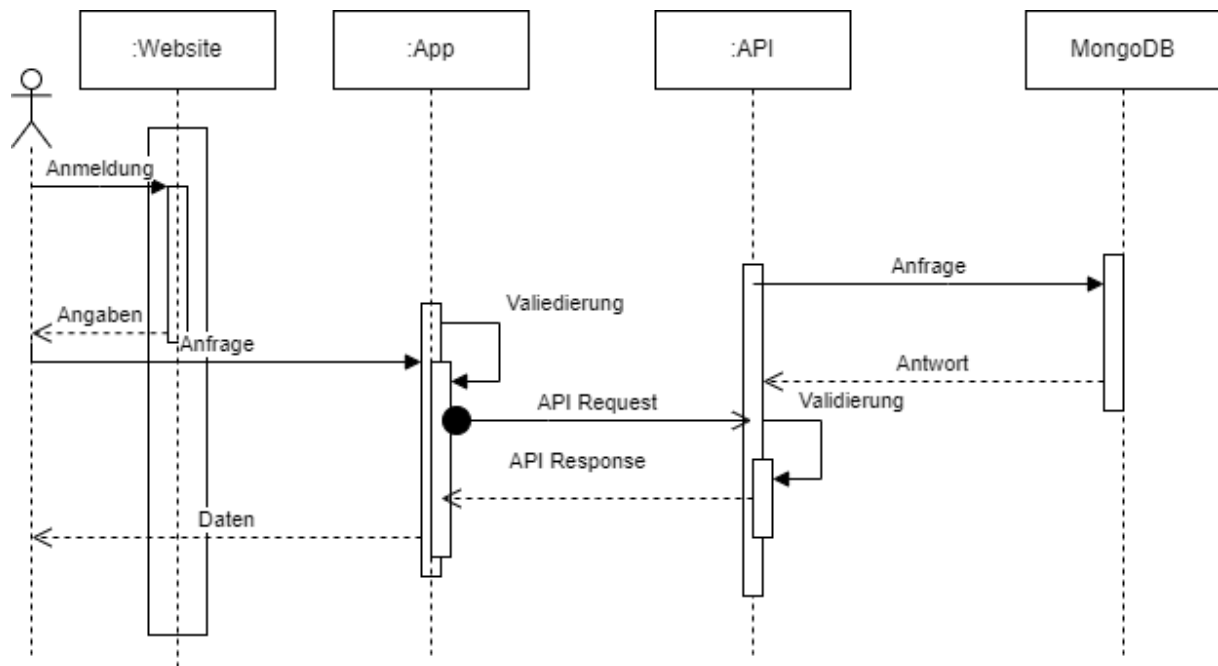 :Website
:App
:API
MongoDB
Anmeldung
Anfrage
Valiedierung
Angaben
Anfrage
Antwort
API Request
Validierung
API Response
Daten